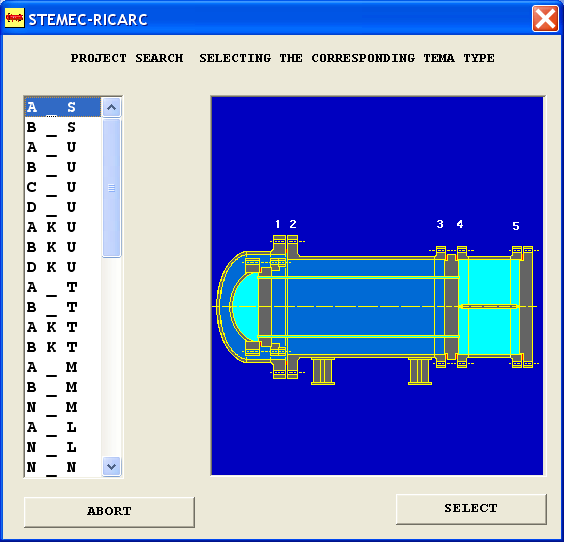 STEMEC-RICARC
PROJECT SEARCH  SELECTING THE CORRESPONDING TEMA TYPE
A _ S
B _ S
A _ U
B _ U
C _ U
D _ U
A K U
B K U
D K U
A _ T
B _ T
A K T
B K T
A _ M
B _ M
N _ M
A _ L
N _ L
N _ N
1 2 3 4 5
ABORT
SELECT